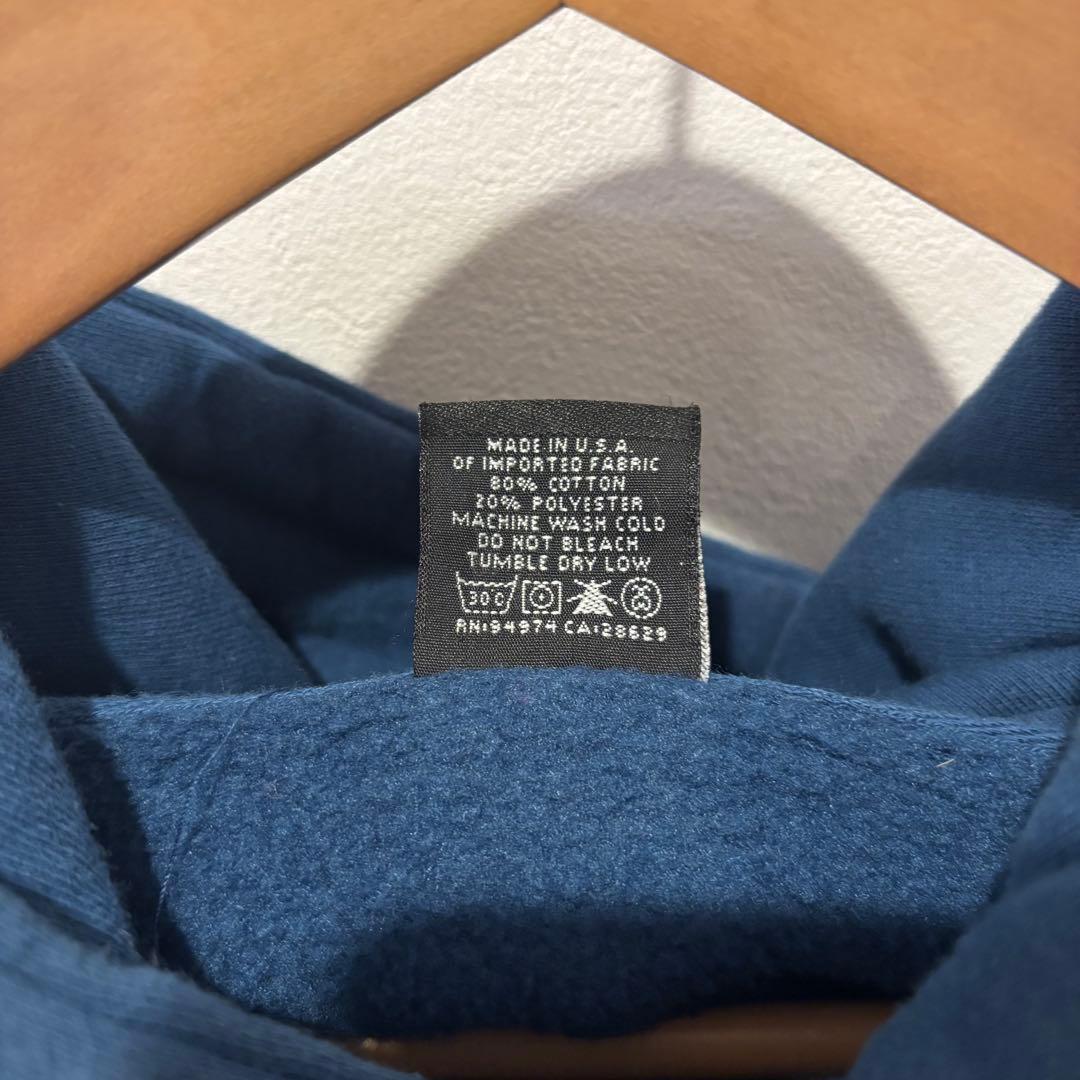 MADE IN U.S.A.
OF IMPORTED FABRIC
80% COTTON
20% POLYESTER
MACHINE WASH COLD
DO NOT BLEACH
TUMBLE DRY LOW
30°C
RN:94974 CA:28629